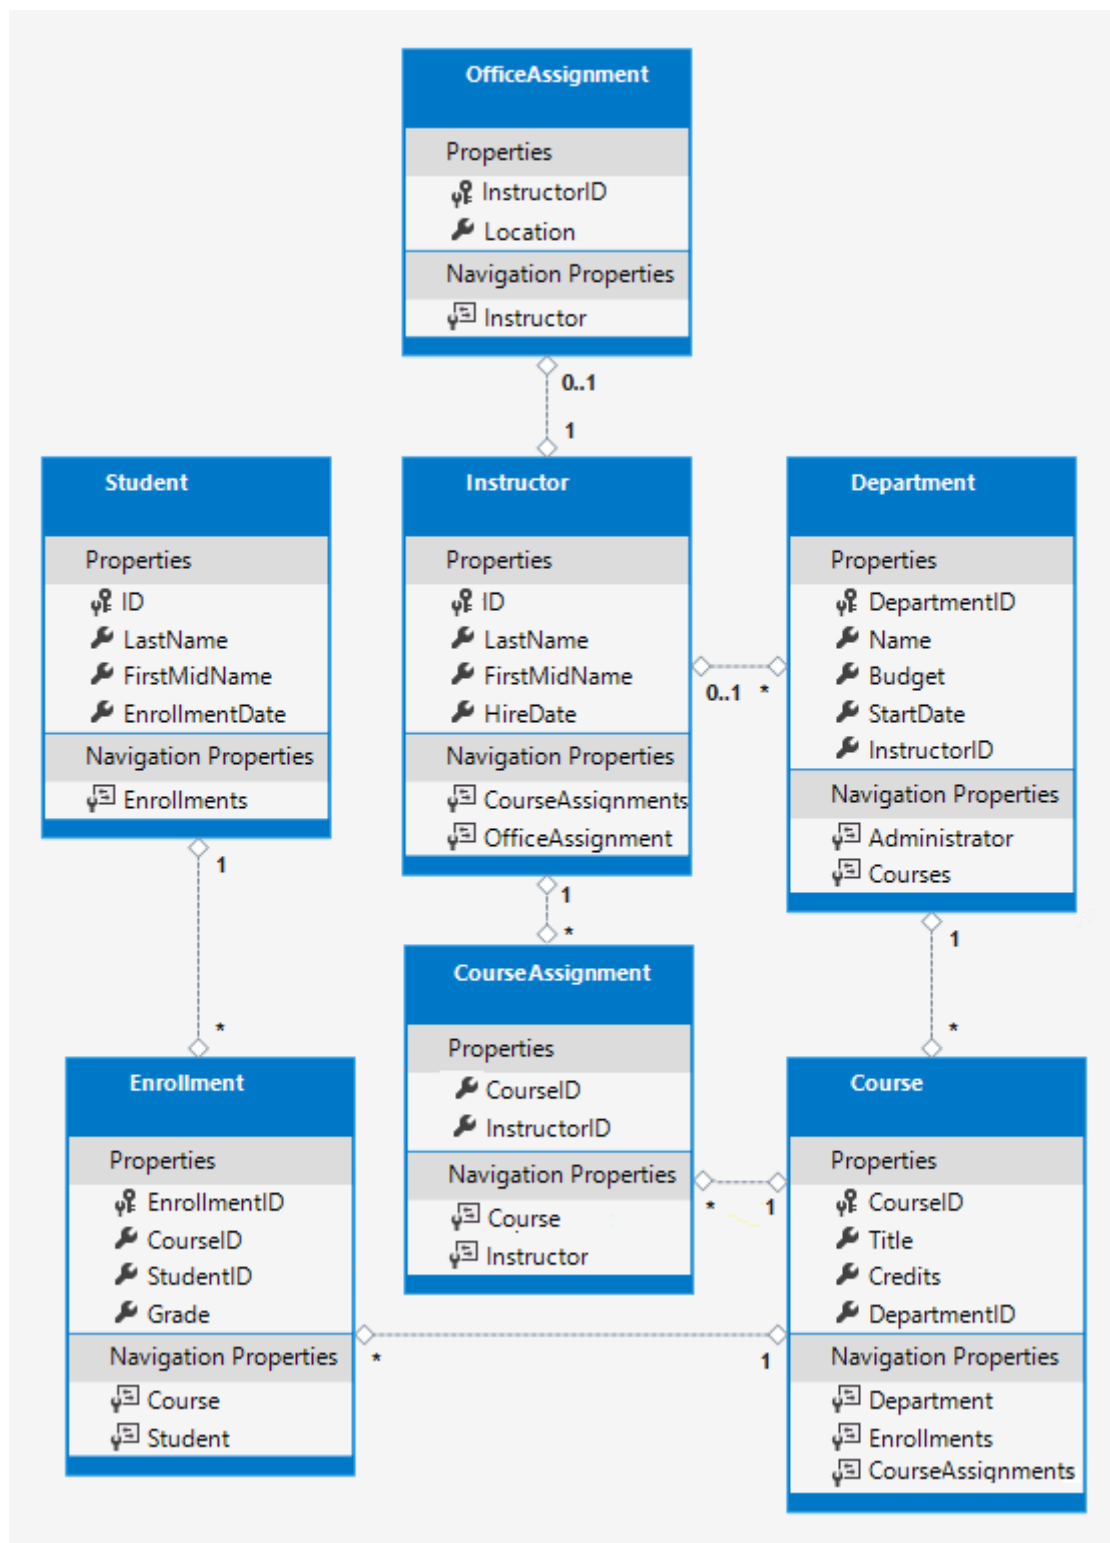 OfficeAssignment
Properties
InstructorID
Location
Navigation Properties
Instructor
0..1
1
Student
Properties
ID
LastName
FirstMidName
EnrollmentDate
Navigation Properties
Enrollments
Instructor
Properties
ID
LastName
FirstMidName
HireDate
Navigation Properties
CourseAssignments
OfficeAssignment
0..1 *
Department
Properties
DepartmentID
Name
Budget
StartDate
InstructorID
Navigation Properties
Administrator
Courses
1
*
1
*
1
*
Enrollment
Properties
EnrollmentID
CourseID
StudentID
Grade
Navigation Properties
Course
Student
CourseAssignment
Properties
CourseID
InstructorID
Navigation Properties
Course
Instructor
* 1
* 1
Course
Properties
CourseID
Title
Credits
DepartmentID
Navigation Properties
Department
Enrollments
CourseAssignments